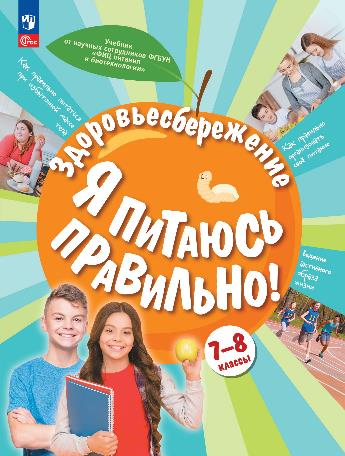 ФГОС
Учебник
от научных сотрудников ФГБУН
«ФИЦ питания
и биотехнологии»
Как правильно питаться
при избыточной массе
тела
Как правильно
организовать
своё питание
Здоровьесбережение
Я ПИТАЮСЬ
ПРАВИЛЬНО!
Ведение
активного
образа
жизни
7–8
КЛАССЫ